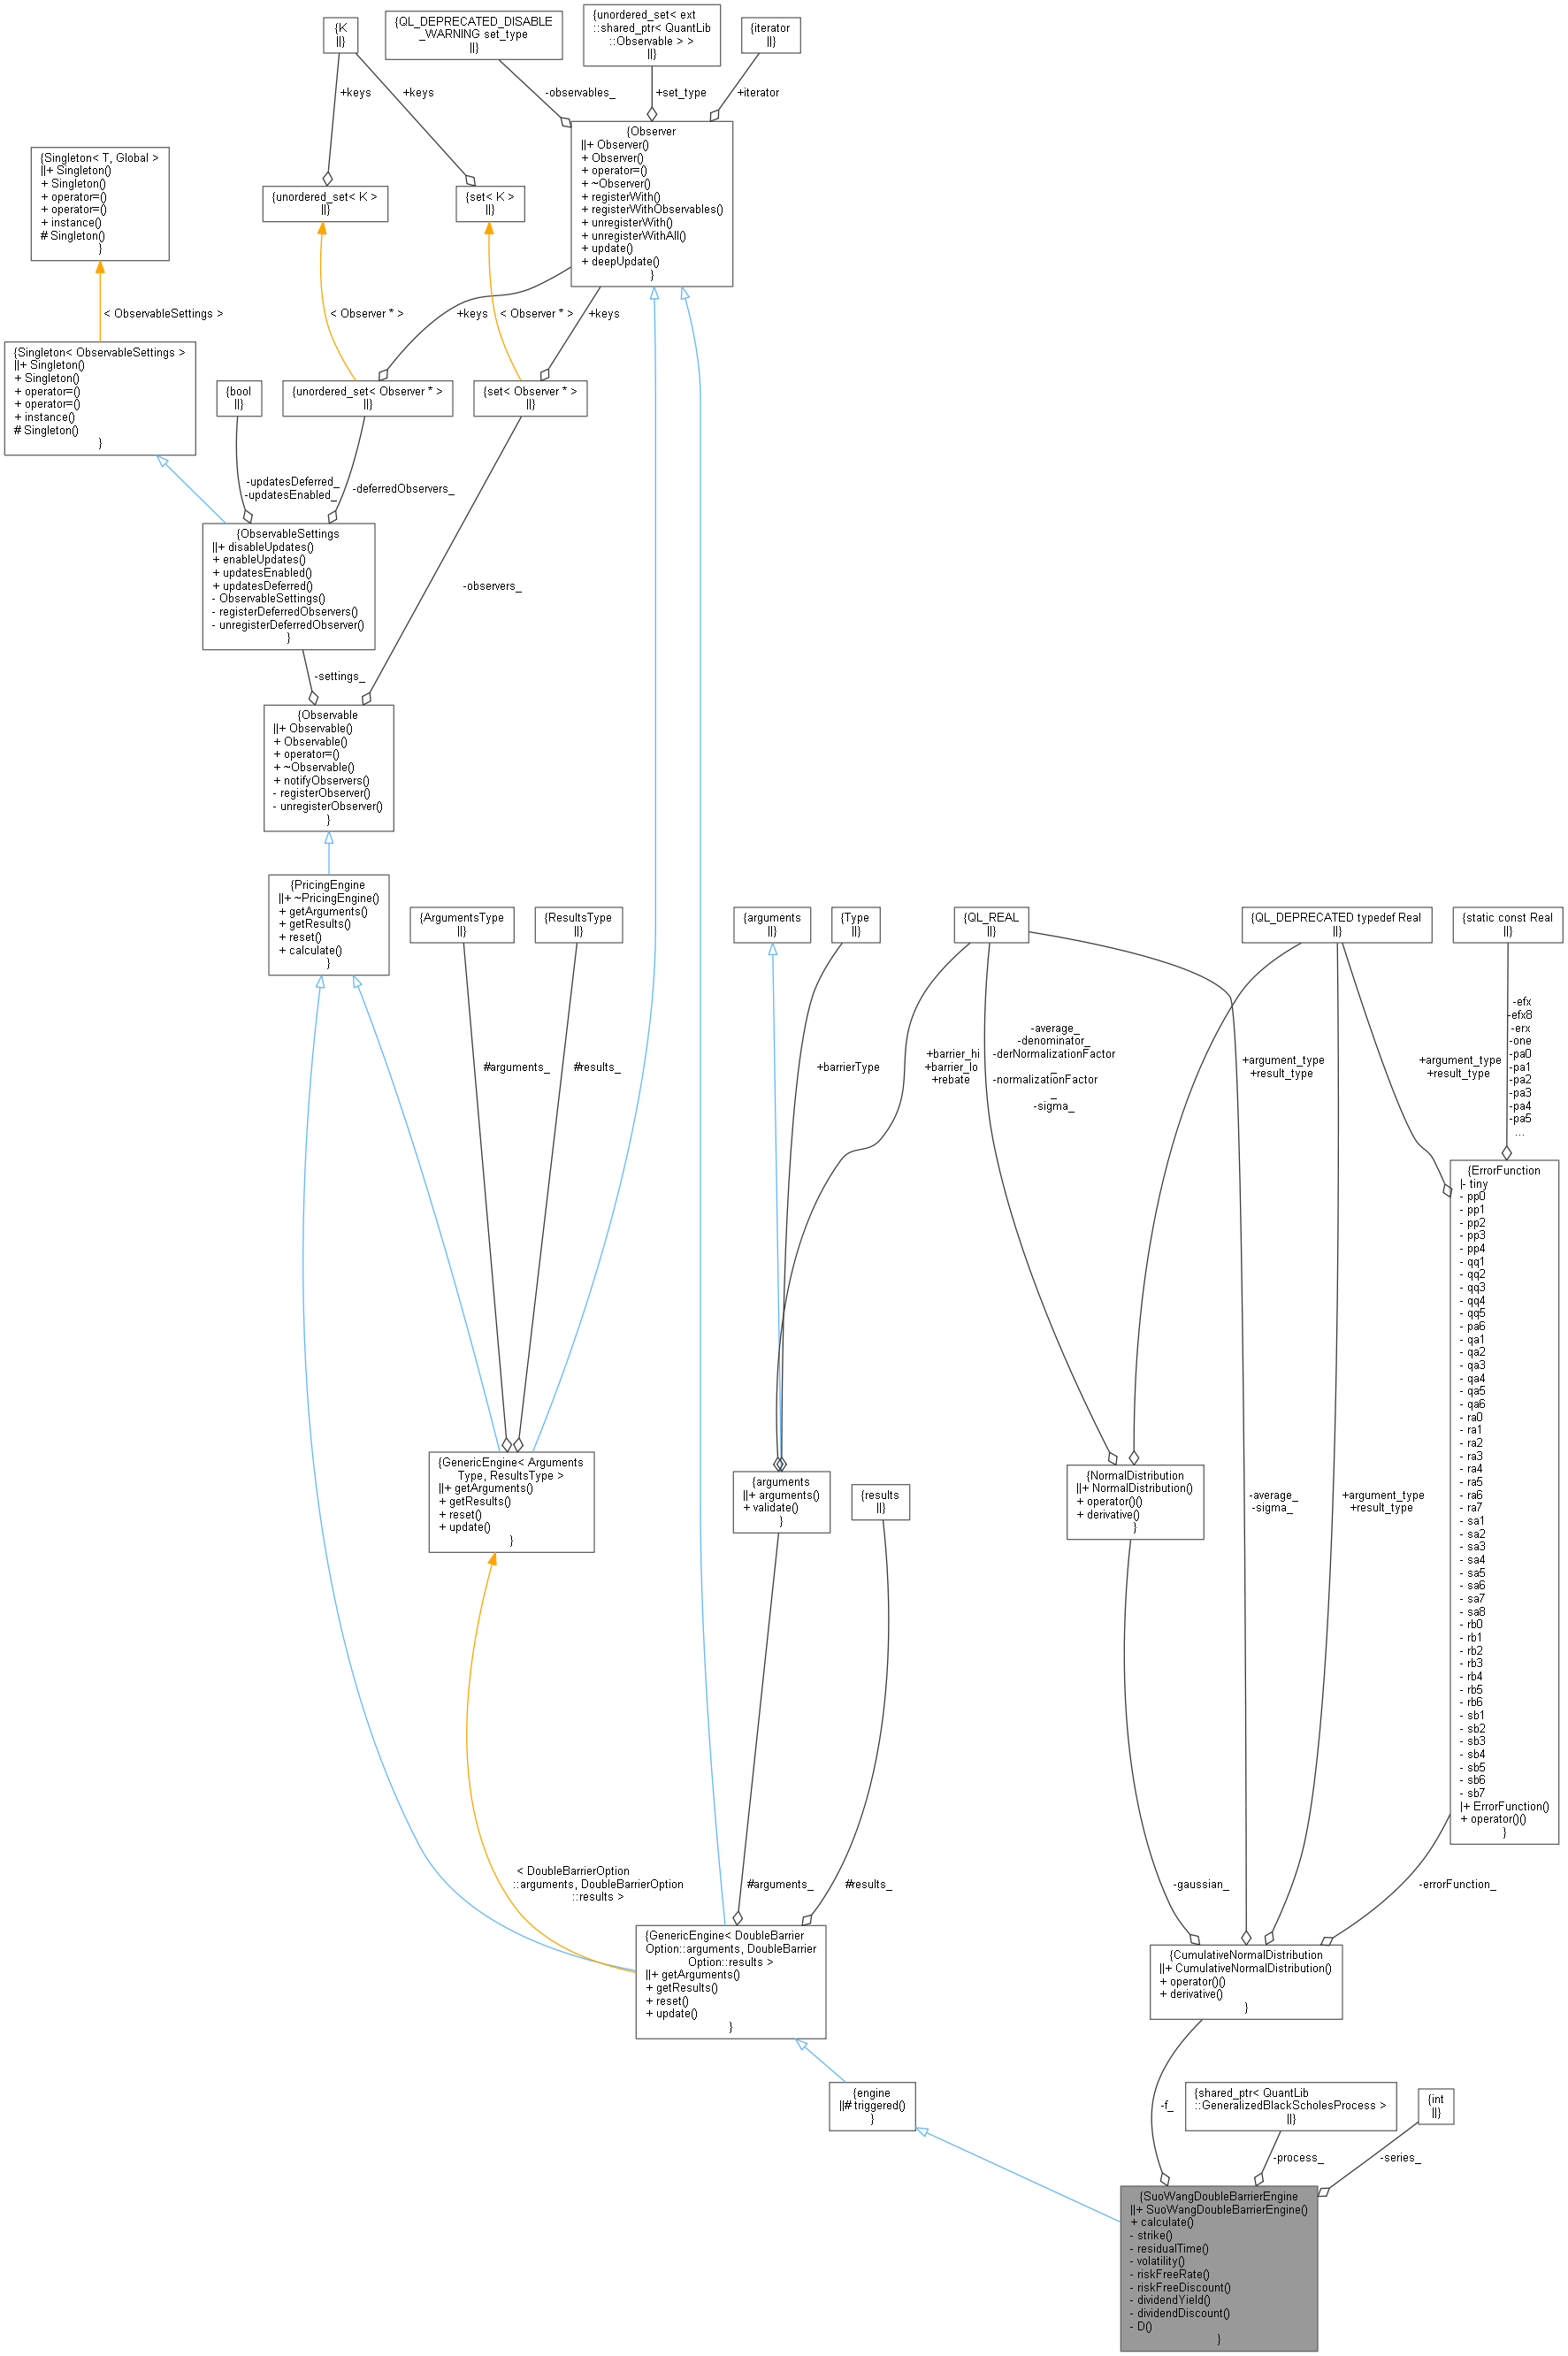 {K
||}
{QL_DEPRECATED_DISABLE
_WARNING set_type
||}
{unordered_set< ext
::shared_ptr< QuantLib
::Observable > >
||}
{iterator
||}
+keys
+keys
-observables_
+set_type
+iterator
{Singleton< T, Global >
||+ Singleton()
+ Singleton()
+ operator=()
+ operator=()
+ instance()
# Singleton()
}
{unordered_set< K >
||}
{set< K >
||}
{Observer
||+ Observer()
+ Observer()
+ operator=()
+ ~Observer()
+ registerWith()
+ registerWithObservables()
+ unregisterWith()
+ unregisterWithAll()
+ update()
+ deepUpdate()
}
< ObservableSettings >
< Observer * >
+keys
< Observer * >
+keys
{Singleton< ObservableSettings >
||+ Singleton()
+ Singleton()
+ operator=()
+ operator=()
+ instance()
# Singleton()
}
{bool
||}
{unordered_set< Observer * >
||}
{set< Observer * >
||}
-updatesDeferred_
-updatesEnabled_
-deferredObservers_
{ObservableSettings
||+ disableUpdates()
+ enableUpdates()
+ updatesEnabled()
+ updatesDeferred()
- ObservableSettings()
- registerDeferredObservers()
- unregisterDeferredObserver()
}
-observers_
-settings_
{Observable
||+ Observable()
+ Observable()
+ operator=()
+ ~Observable()
+ notifyObservers()
- registerObserver()
- unregisterObserver()
}
{PricingEngine
||+ ~PricingEngine()
+ getArguments()
+ getResults()
+ reset()
+ calculate()
}
{ArgumentsType
||}
{ResultsType
||}
{arguments
||}
{Type
||}
{QL_REAL
||}
{QL_DEPRECATED typedef Real
||}
{static const Real
||}
#arguments_
#results_
+barrierType
+barrier_hi
+barrier_lo
+rebate
-average_
-denominator_
-derNormalizationFactor
_
-normalizationFactor
_
-sigma_
+argument_type
+result_type
+argument_type
+result_type
-efx
-efx8
-erx
-one
-pa0
-pa1
-pa2
-pa3
-pa4
-pa5
...
{ErrorFunction
|- tiny
- pp0
- pp1
- pp2
- pp3
- pp4
- qq1
- qq2
- qq3
- qq4
- qq5
- pa6
- qa1
- qa2
- qa3
- qa4
- qa5
- qa6
- ra0
- ra1
- ra2
- ra3
- ra4
- ra5
- ra6
- ra7
- sa1
- sa2
- sa3
- sa4
- sa5
- sa6
- sa7
- sa8
- rb0
- rb1
- rb2
- rb3
- rb4
- rb5
- rb6
- sb1
- sb2
- sb3
- sb4
- sb5
- sb6
- sb7
|+ ErrorFunction()
+ operator()()
}
{GenericEngine< Arguments
Type, ResultsType >
||+ getArguments()
+ getResults()
+ reset()
+ update()
}
{arguments
||+ arguments()
+ validate()
}
{results
||}
{NormalDistribution
||+ NormalDistribution()
+ operator()()
+ derivative()
}
-average_
-sigma_
+argument_type
+result_type
< DoubleBarrierOption
::arguments, DoubleBarrierOption
::results >
#arguments_
#results_
-gaussian_
-errorFunction_
{GenericEngine< DoubleBarrier
Option::arguments, DoubleBarrier
Option::results >
||+ getArguments()
+ getResults()
+ reset()
+ update()
}
{CumulativeNormalDistribution
||+ CumulativeNormalDistribution()
+ operator()()
+ derivative()
}
{engine
||# triggered()
}
-f_
{shared_ptr< QuantLib
::GeneralizedBlackScholesProcess >
||}
{int
||}
-process_
-series_
{SuoWangDoubleBarrierEngine
||+ SuoWangDoubleBarrierEngine()
+ calculate()
- strike()
- residualTime()
- volatility()
- riskFreeRate()
- riskFreeDiscount()
- dividendYield()
- dividendDiscount()
- D()
}